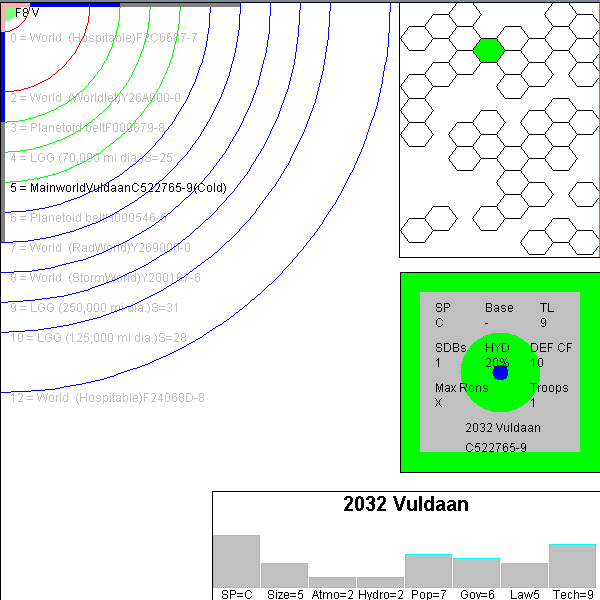 F8 V
0 = World  (Hospitable)F2C6687-7
2 = World  (Worldlet)Y26A000-0
3 = Planetoid beltF000679-8
4 = LGG (70,000 mi dia.)S=25
5 = MainworldVuldaanC522765-9(Cold)
6 = Planetoid beltH000546-5
7 = World  (RadWorld)Y269000-0
8 = World  (StormWorld)Y200167-6
9 = LGG (250,000 mi dia.)S=31
10 = LGG (125,000 mi dia.)S=28
12 = World  (Hospitable)F24068D-8
SP Base TL
C - 9
SDBs HYD DEF CF
1 20% 10
Max Rons Troops
X 1
2032 Vuldaan
C522765-9
2032 Vuldaan
SP=C Size=5 Atmo=2 Hydro=2 Pop=7 Gov=6 Law5 Tech=9